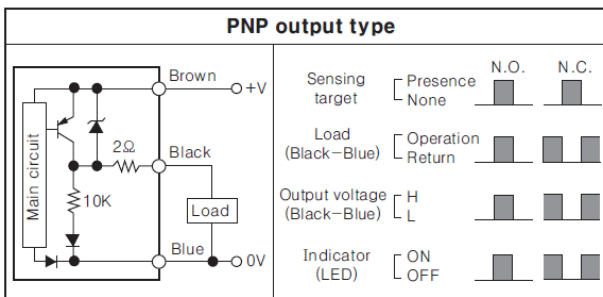 PNP output type
Main circuit
Brown
+V
2Ω
Black
10K
Load
Blue
0V
N.O. N.C.
Sensing target
Presence
None
Load
(Black-Blue)
Operation
Return
Output voltage
(Black-Blue)
H
L
Indicator
(LED)
ON
OFF